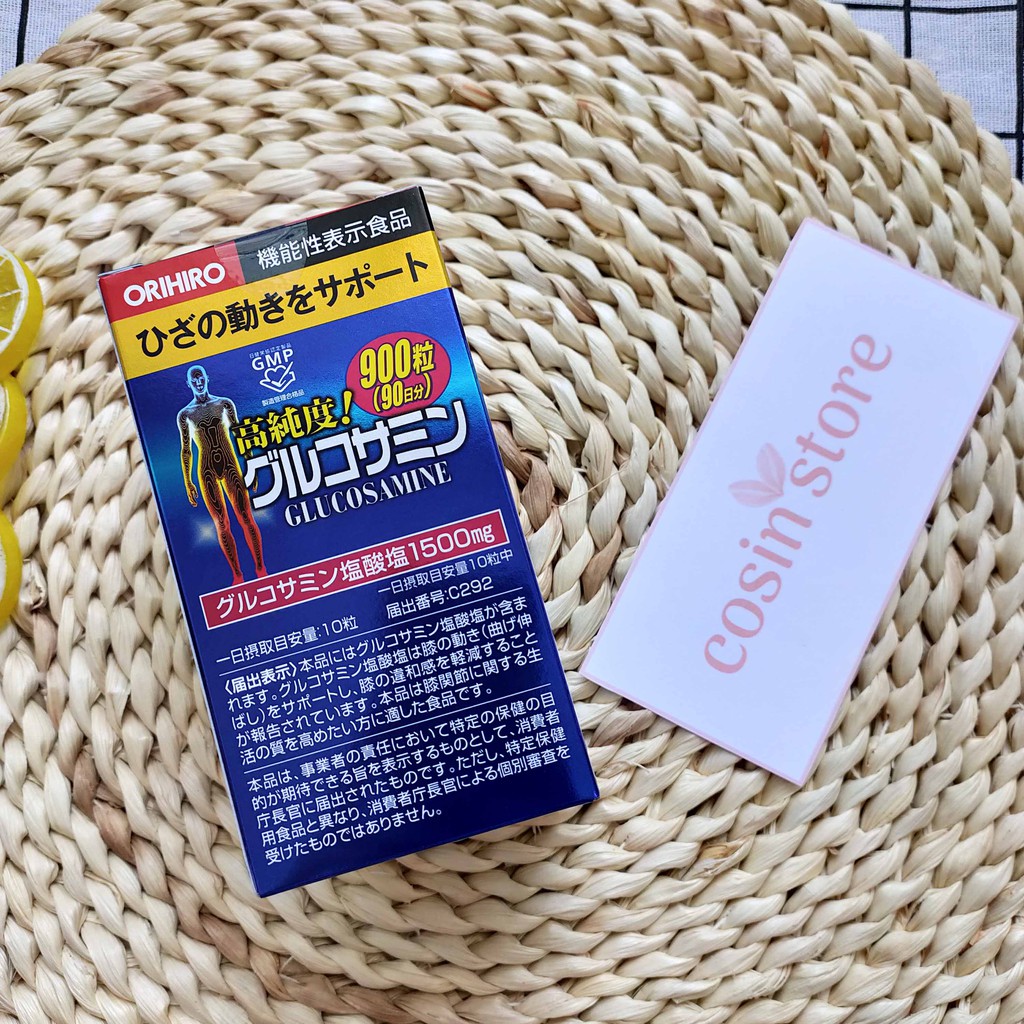 ORIHIRO
機能性表示食品
ひざの動きをサポート
GMP
製造管理合格品
900粒
(90日分)
高純度!
グルコサミン
GLUCOSAMINE
グルコサミン塩酸塩1500mg
一日摂取目安量10粒中
一日摂取目安量:10粒
届出番号:C292
〈届出表示〉本品にはグルコサミン塩酸塩が含ま
れます。グルコサミン塩酸塩は膝の動き(曲げ伸
ばし)をサポートし、膝の違和感を軽減すること
が報告されています。本品は膝関節に関する生
活の質を高めたい方に適した食品です。
本品は、事業者の責任において特定の保健の目
的が期待できる旨を表示するものとして、消費者
庁長官に届出されたものです。ただし、特定保健
用食品と異なり、消費者庁長官による個別審査を
受けたものではありません。
cosin store